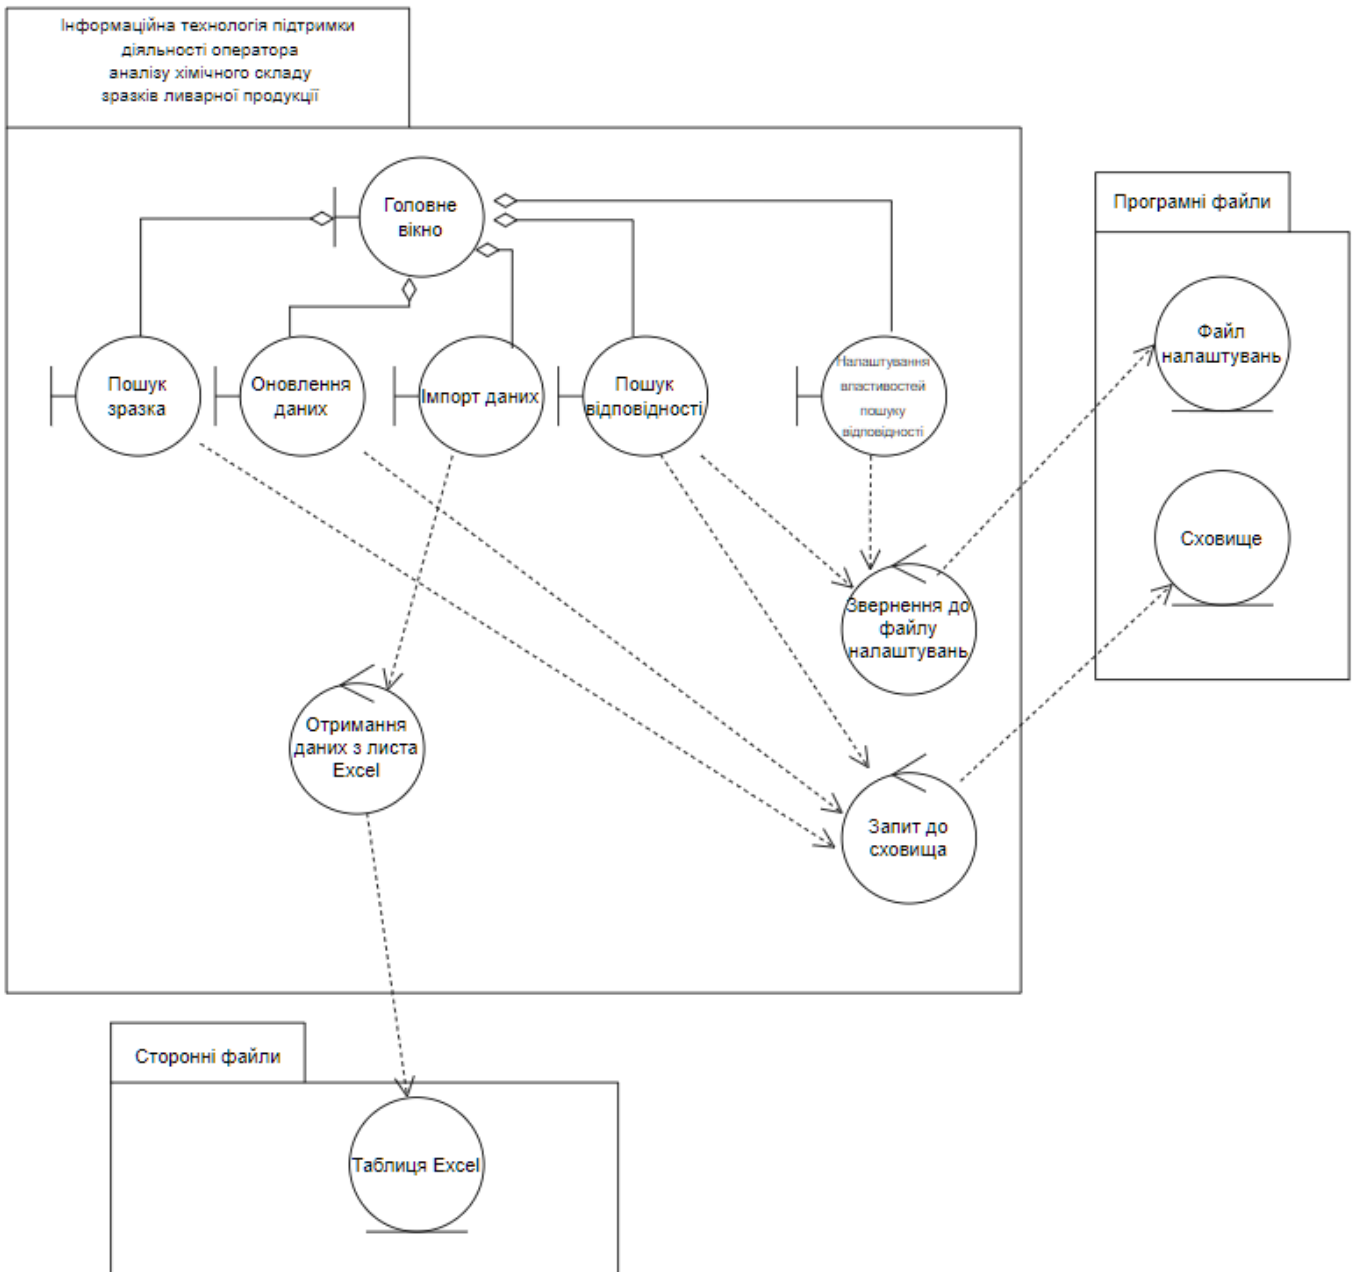 Інформаційна технологія підтримки
діяльності оператора
аналізу хімічного складу
зразків ливарної продукції
Головне
вікно
Програмні файли
Файл
налаштувань
Пошук
зразка
Оновлення
даних
Імпорт даних
Пошук
відповідності
Налаштування
властивостей
пошуку
відповідності
Сховище
Звернення до
файлу
налаштувань
Отримання
даних з листа
Excel
Запит до
сховища
Сторонні файли
Таблиця Excel